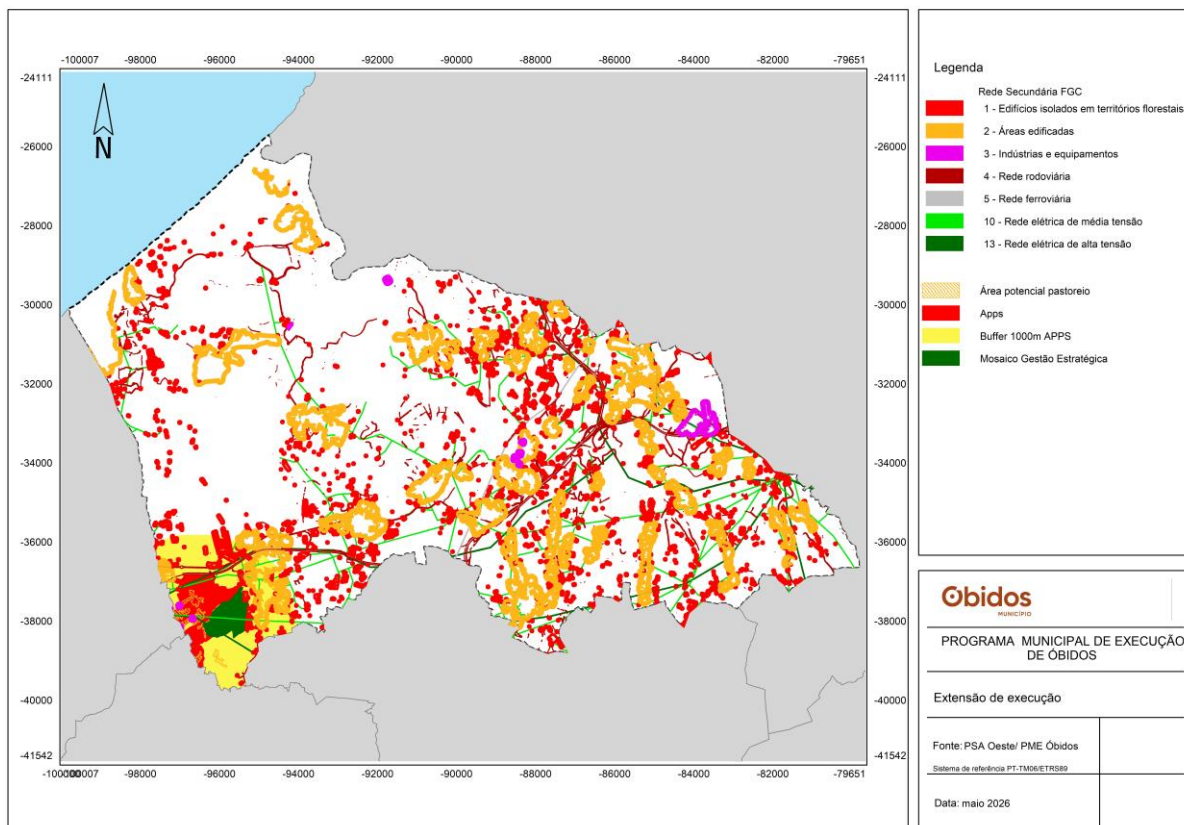 -100007 -98000 -96000 -94000 -92000 -90000 -88000 -86000 -84000 -82000 -79651
-24111 -24111
-26000 -26000
-28000 -28000
-30000 -30000
-32000 -32000
-34000 -34000
-36000 -36000
-38000 -38000
-40000 -40000
-41542 -41542
-98000 -96000 -94000 -92000 -90000 -88000 -86000 -84000 -82000 -79651
N
Legenda
Rede Secundária FGC
1 - Edifícios isolados em territórios florestais
2 - Áreas edificadas
3 - Indústrias e equipamentos
4 - Rede rodoviária
5 - Rede ferroviária
10 - Rede elétrica de média tensão
13 - Rede elétrica de alta tensão
Área potencial pastoreio
Apps
Buffer 1000m APPS
Mosaico Gestão Estratégica
Óbidos
MUNICÍPIO
PROGRAMA MUNICIPAL DE EXECUÇÃO
DE ÓBIDOS
Extensão de execução
Fonte: PSA Oeste/ PME Óbidos
Sistema de referência PT-TM06/ETRS89
Data: maio 2026